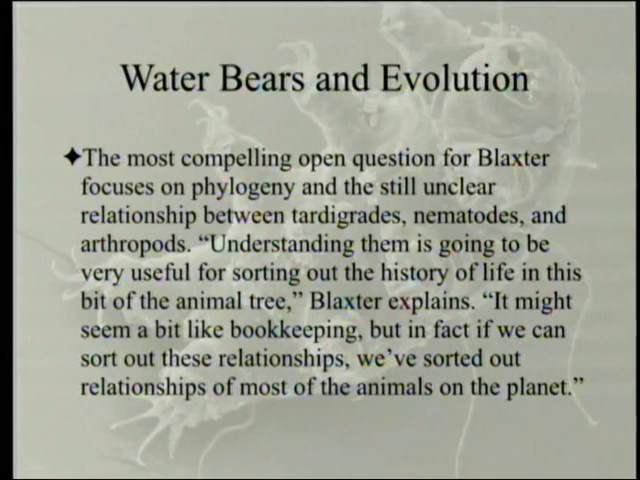 Water Bears and Evolution
✦The most compelling open question for Blaxter
focuses on phylogeny and the still unclear
relationship between tardigrades, nematodes, and
arthropods. “Understanding them is going to be
very useful for sorting out the history of life in this
bit of the animal tree,” Blaxter explains. “It might
seem a bit like bookkeeping, but in fact if we can
sort out these relationships, we’ve sorted out
relationships of most of the animals on the planet.”